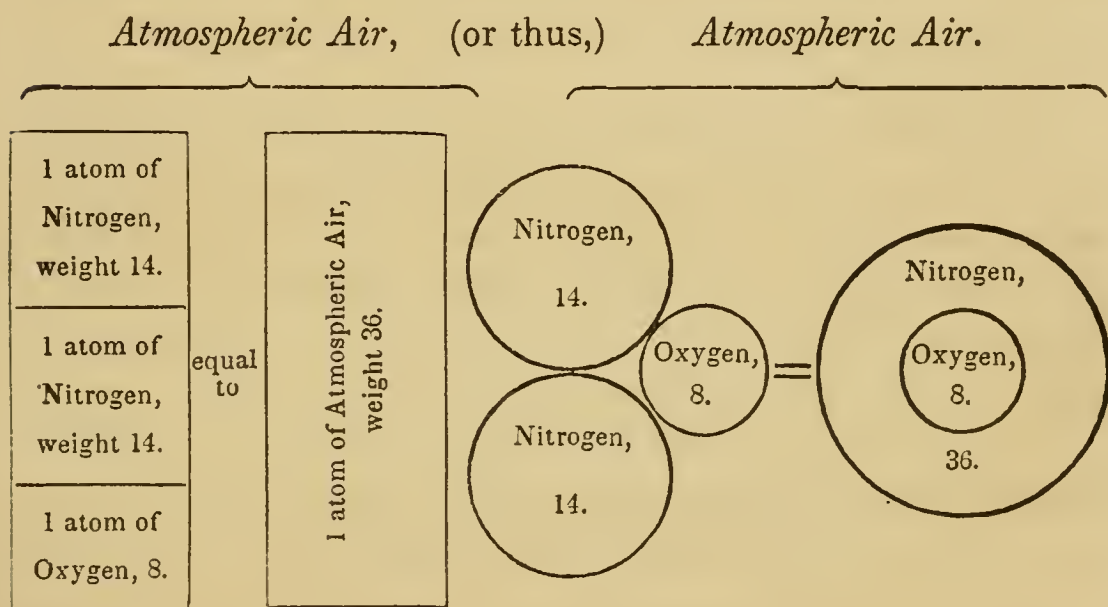 Atmospheric Air, (or thus,) Atmospheric Air.
1 atom of
Nitrogen,
weight 14.
1 atom of
Nitrogen,
weight 14.
1 atom of
Oxygen, 8.
equal
to
1 atom of Atmospheric Air,
weight 36.
Nitrogen,
14.
Nitrogen,
14.
Oxygen,
8.
=
Nitrogen,
Oxygen,
8.
36.